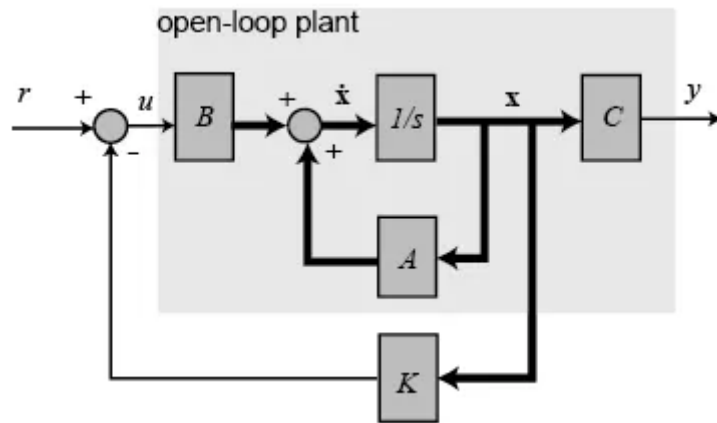 open-loop plant
r + u B + ẋ 1/s x C y
- +
A
K